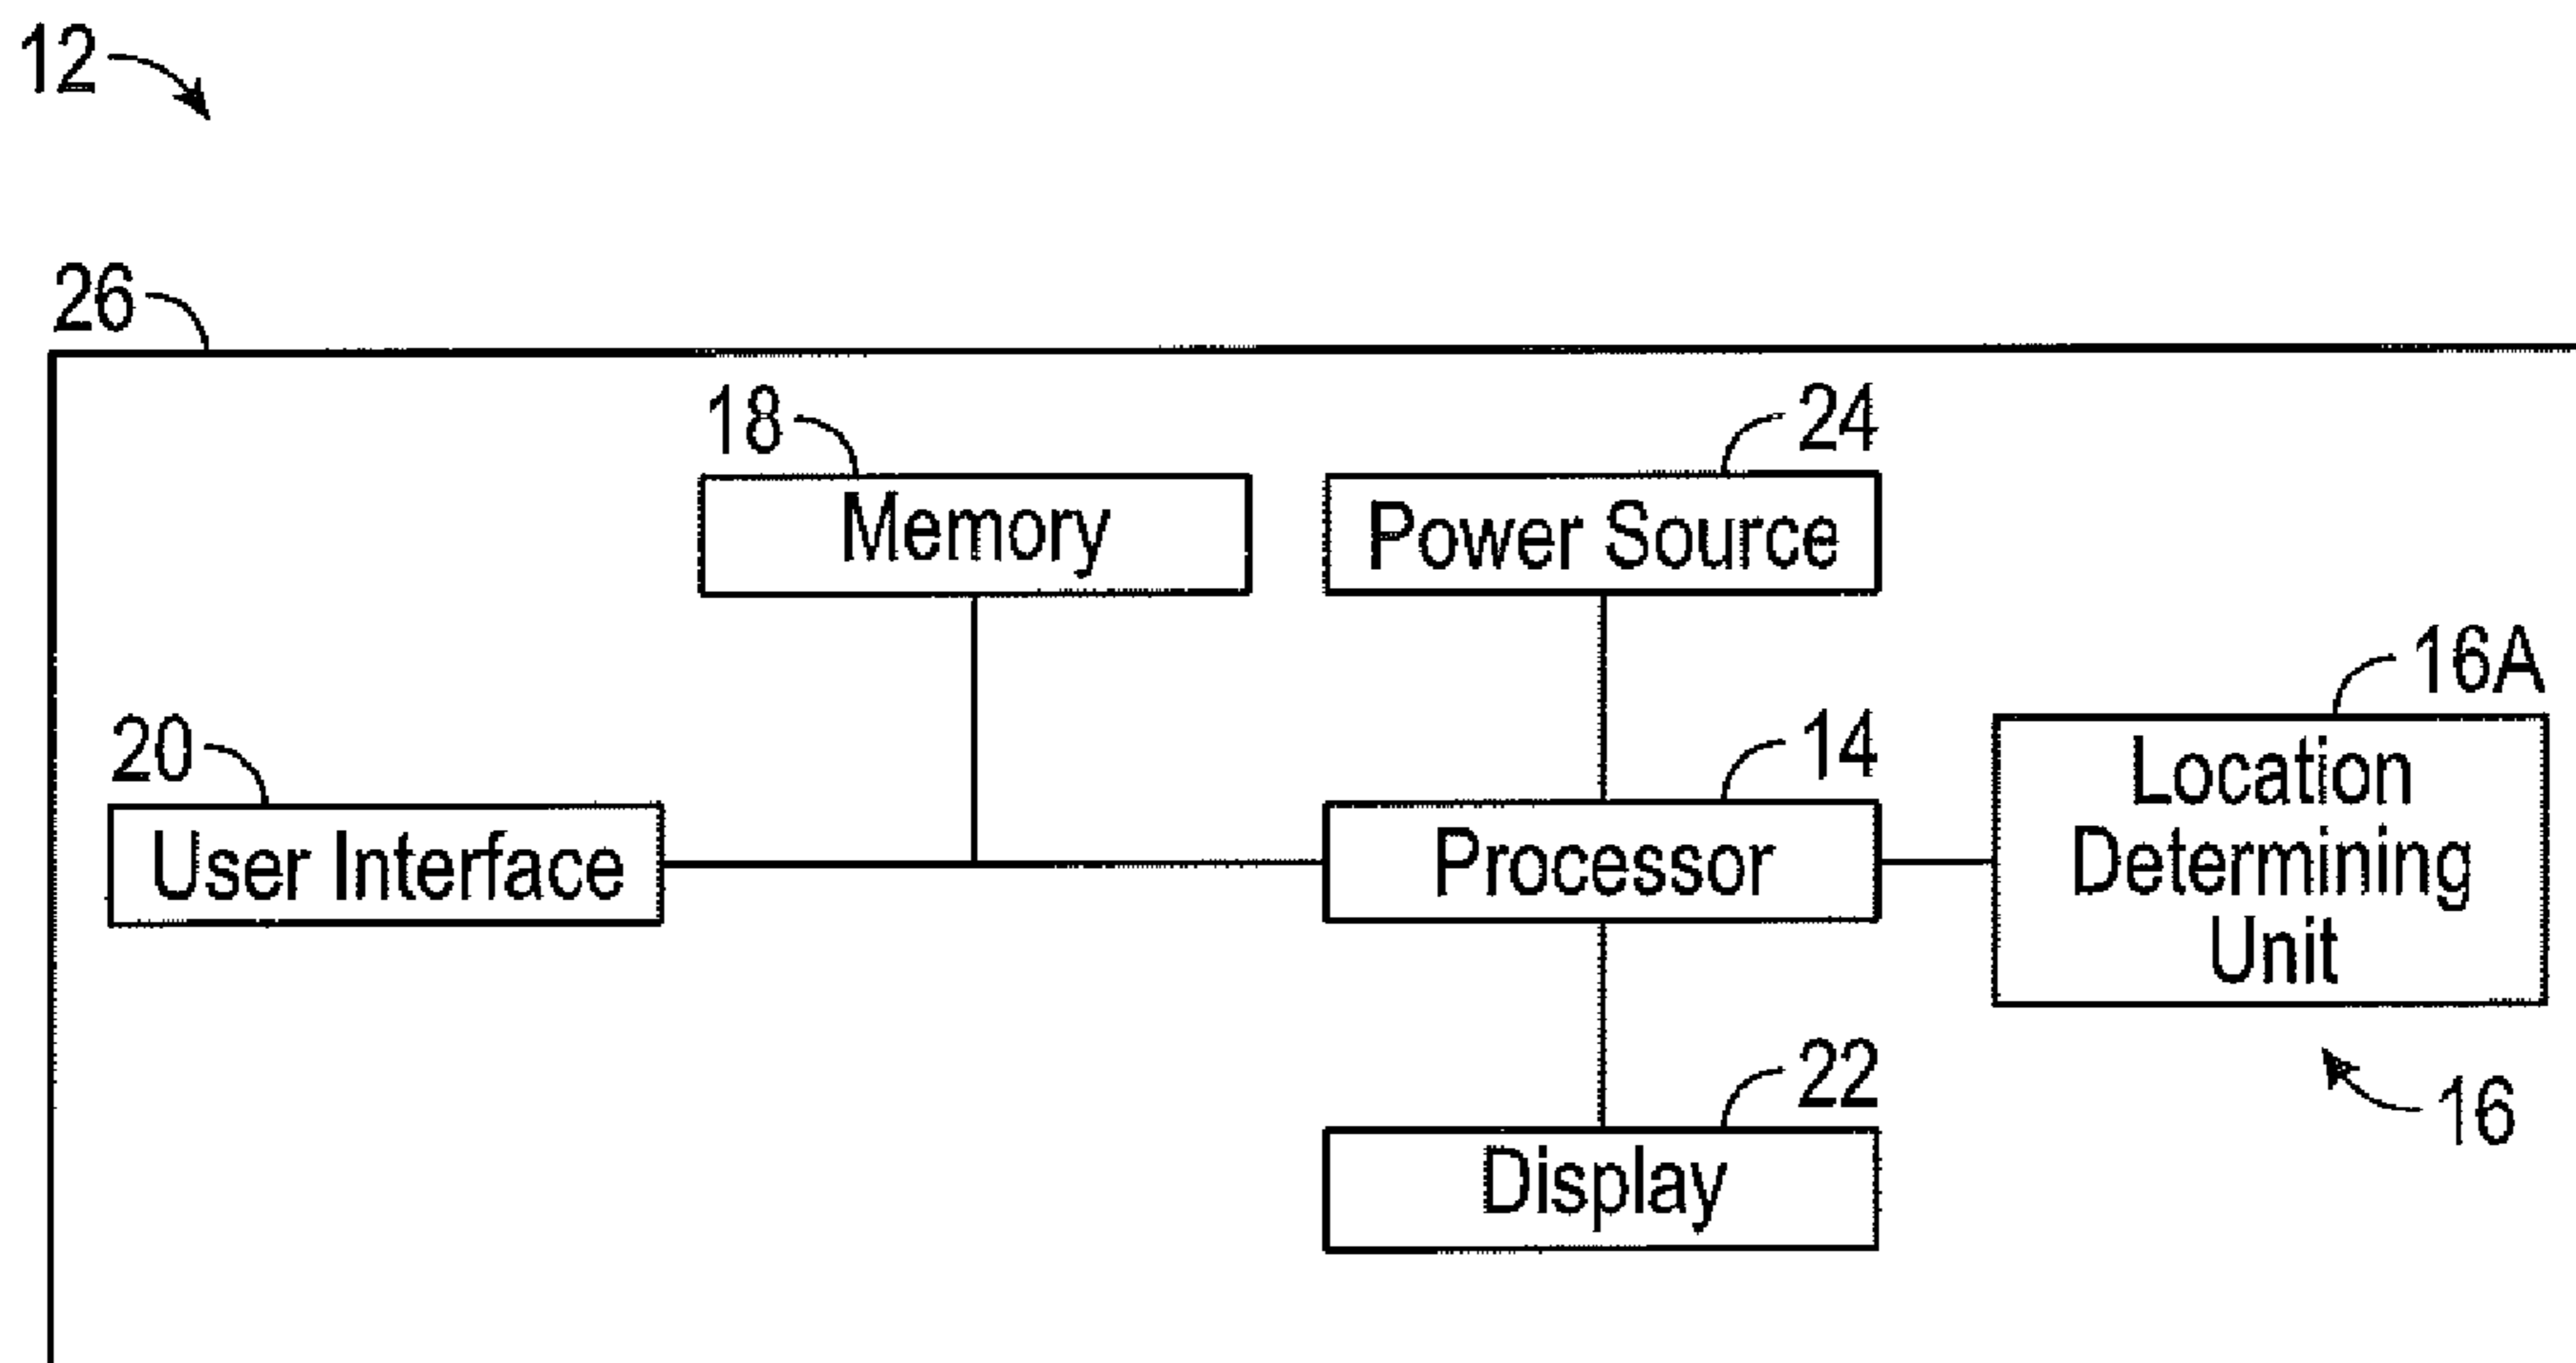 12
26
18
Memory
24
Power Source
20
User Interface
14
Processor
16A
Location
Determining
Unit
16
22
Display